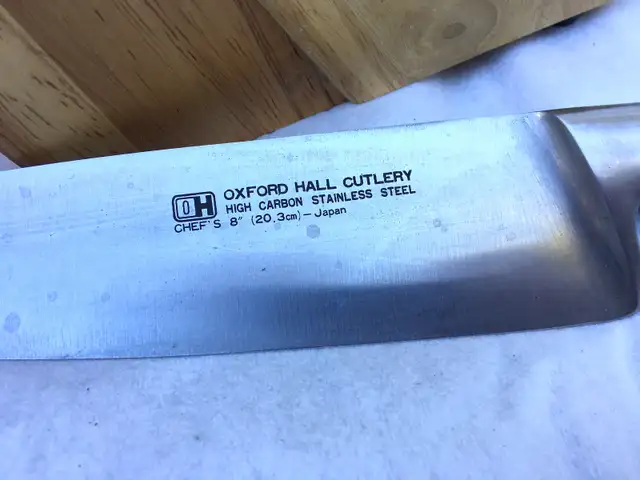 OH OXFORD HALL CUTLERY
HIGH CARBON STAINLESS STEEL
CHEF'S 8" (20.3cm) — Japan